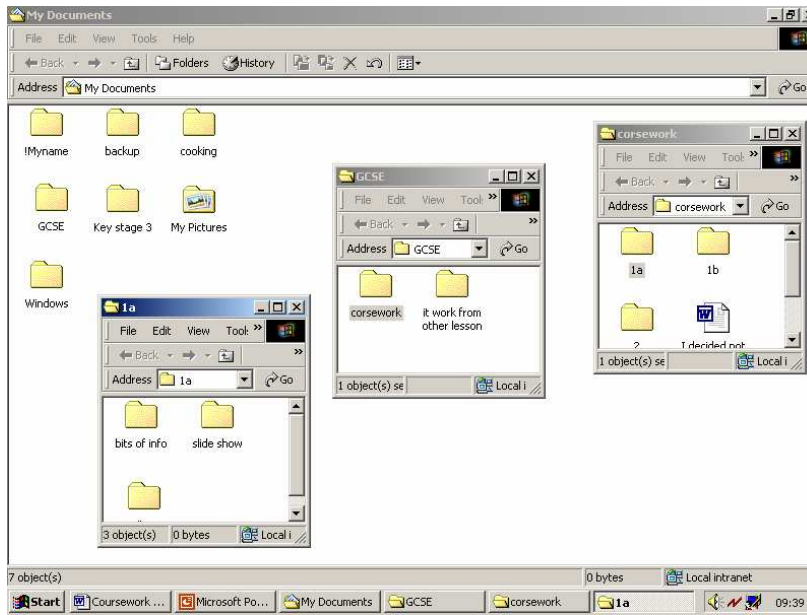 My Documents
File Edit View Tools Help
Back Folders History
Address My Documents Go
!Myname backup cooking
GCSE Key stage 3 My Pictures
Windows
1a
File Edit View Tool: »
Back »
Address 1a Go
bits of info slide show
3 object(s) 0 bytes Local i
GCSE
File Edit View Tool: »
Back »
Address GCSE Go
corsework it work from
other lesson
1 object(s) se Local i
corsework
File Edit View Tool: »
Back »
Address corsework Go
1a 1b
2 I decided not
1 object(s) se Local i
7 object(s) 0 bytes Local intranet
Start Coursework ... Microsoft Po... My Documents GCSE corsework 1a 09:39